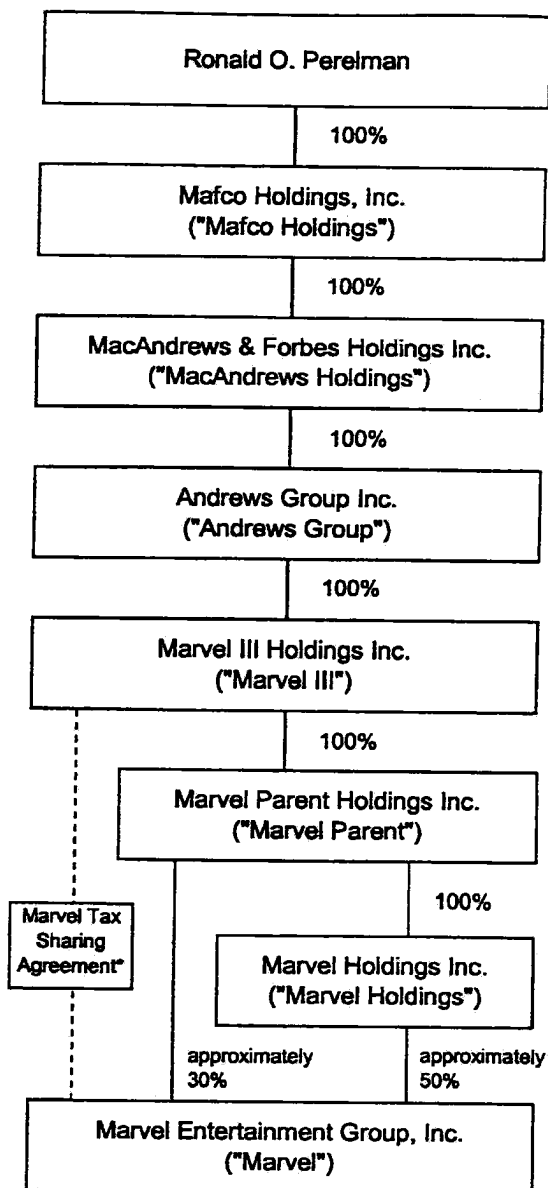 Ronald O. Perelman
100%
Mafco Holdings, Inc.
("Mafco Holdings")
100%
MacAndrews & Forbes Holdings Inc.
("MacAndrews Holdings")
100%
Andrews Group Inc.
("Andrews Group")
100%
Marvel III Holdings Inc.
("Marvel III")
100%
Marvel Parent Holdings Inc.
("Marvel Parent")
100%
Marvel Tax
Sharing
Agreement*
Marvel Holdings Inc.
("Marvel Holdings")
approximately
30%
approximately
50%
Marvel Entertainment Group, Inc.
("Marvel")